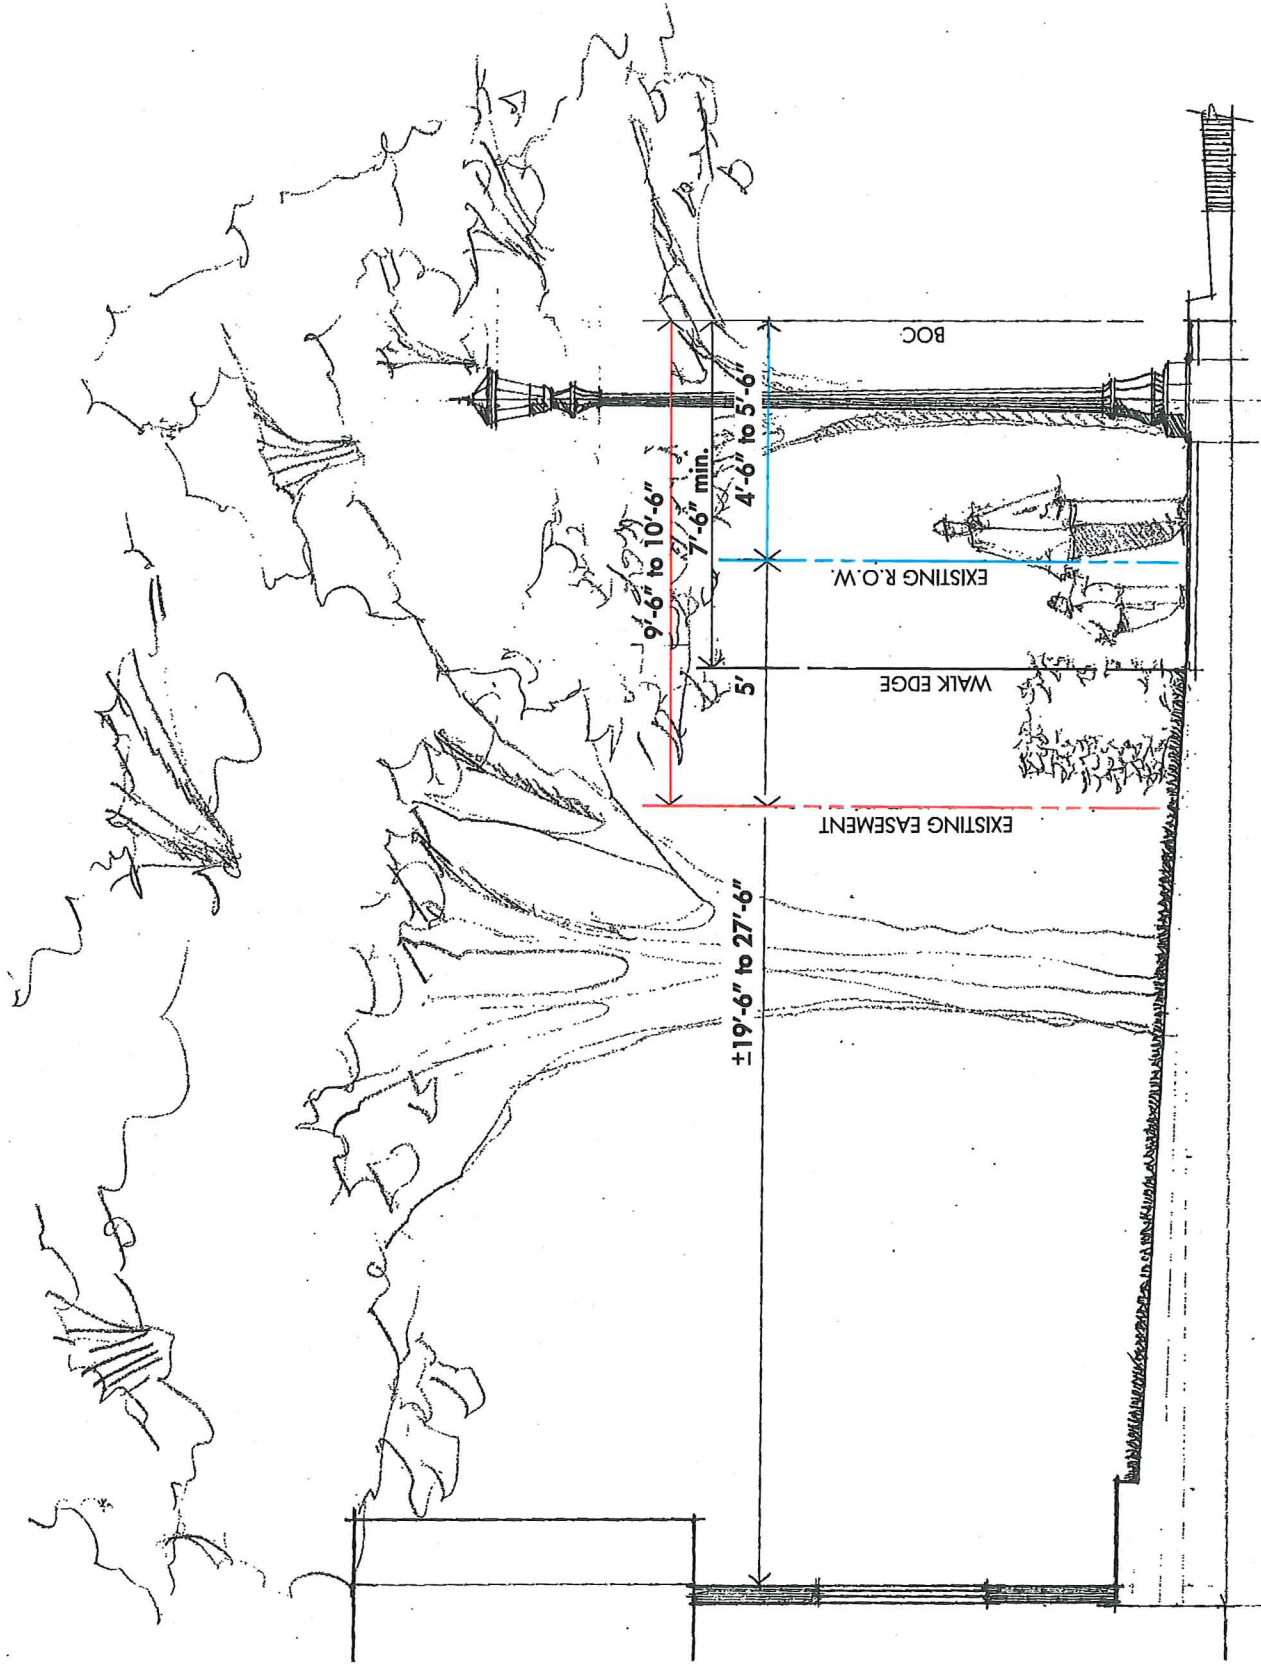 9'-6" to 10'-6"
7'-6" min.
4'-6" to 5'-6"
5'
±19'-6" to 27'-6"
BOC
EXISTING R.O.W.
WALK EDGE
EXISTING EASEMENT